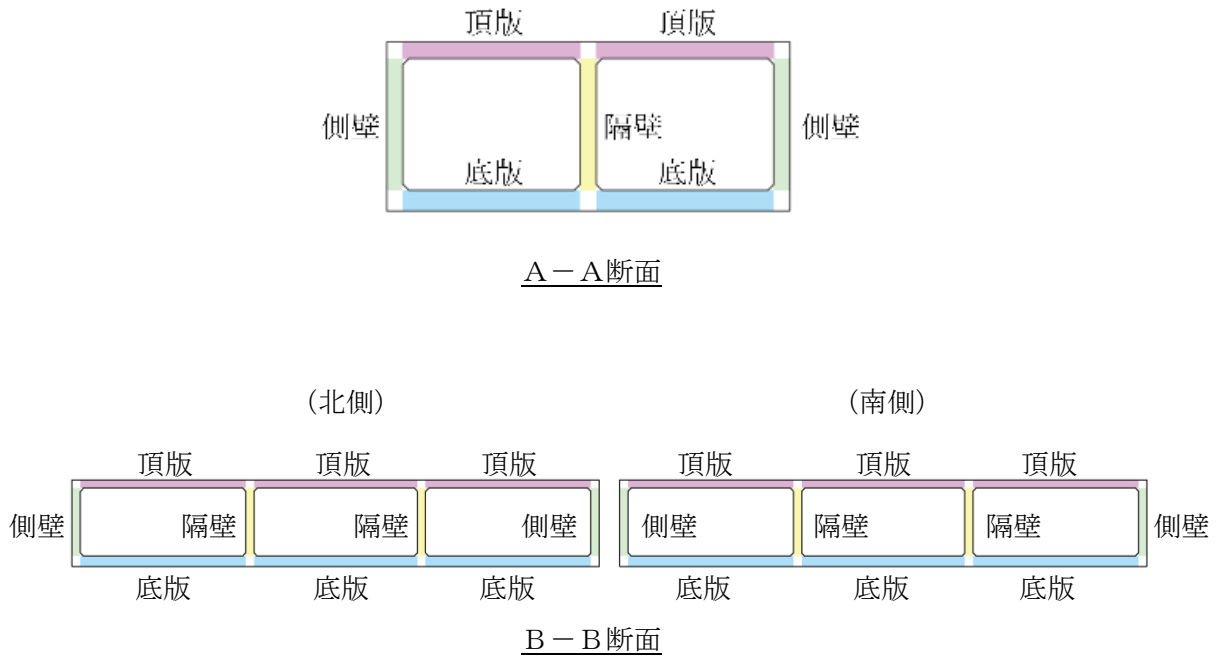 頂版 頂版
側壁 隔壁 側壁
底版 底版
Ａ－Ａ断面
（北側） （南側）
頂版 頂版 頂版 頂版 頂版 頂版
側壁 隔壁 隔壁 側壁 側壁 隔壁 隔壁 側壁
底版 底版 底版 底版 底版 底版
Ｂ－Ｂ断面